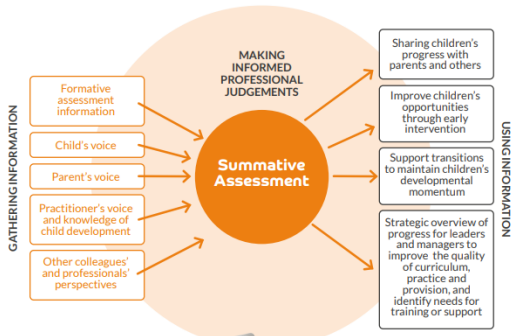 MAKING
INFORMED
PROFESSIONAL
JUDGEMENTS
GATHERING INFORMATION
Formative
assessment
information
Child's voice
Parent's voice
Practitioner's voice
and knowledge of
child development
Other colleagues'
and professionals'
perspectives
Summative
Assessment
Sharing children's
progress with
parents and others
Improve children's
opportunities
through early
intervention
Support transitions
to maintain children's
developmental
momentum
Strategic overview of
progress for leaders
and managers to
improve the quality
of curriculum,
practice and
provision, and
identify needs for
training or support
USING INFORMATION